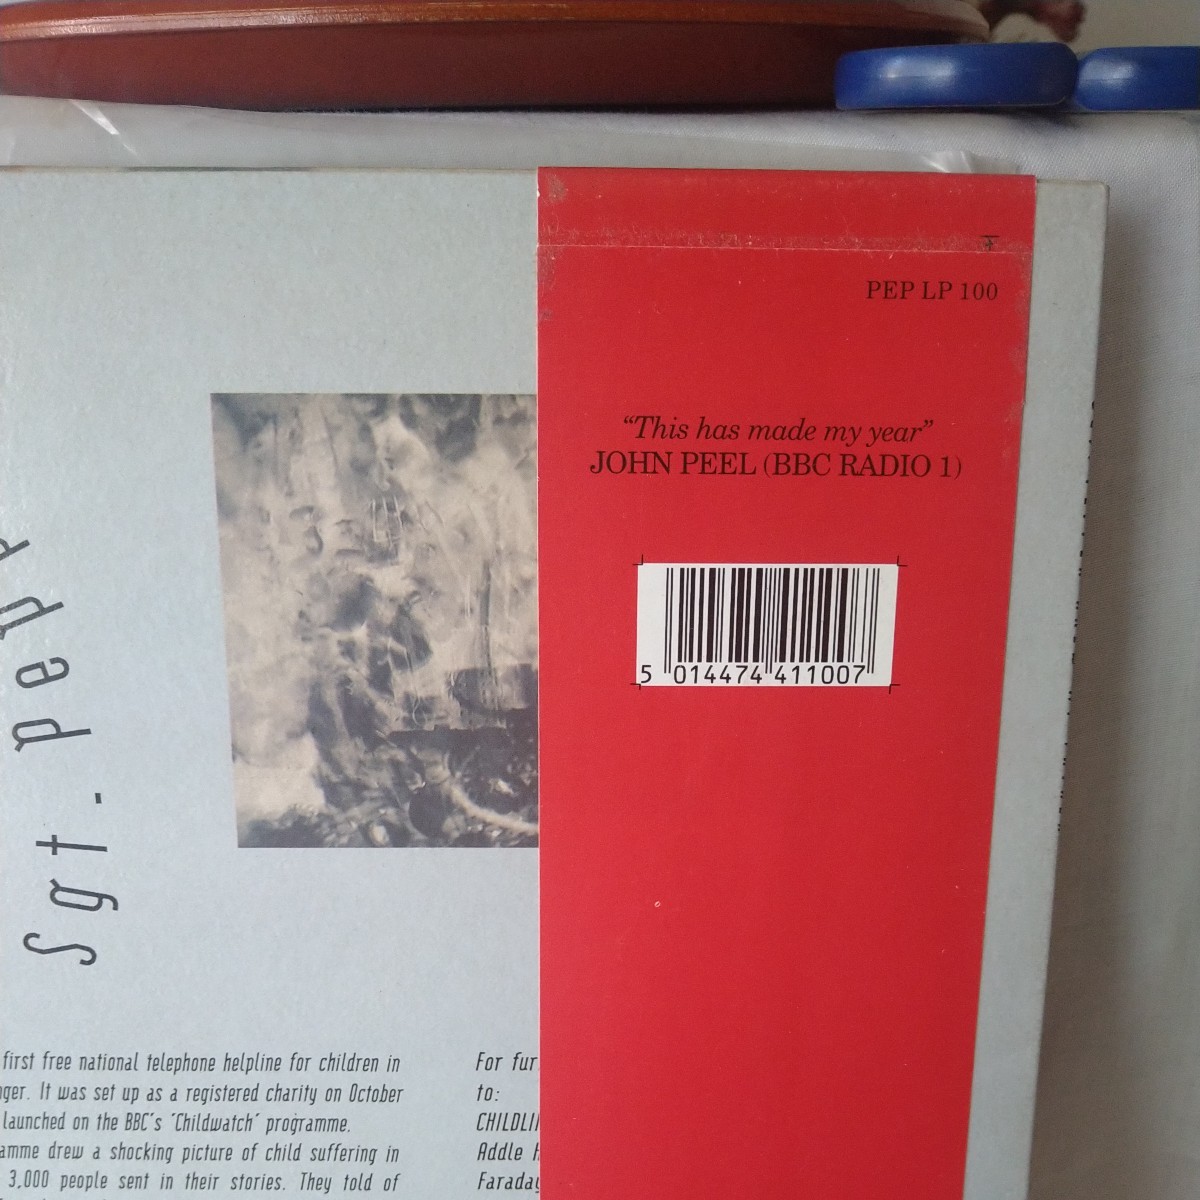 PEP LP 100
“This has made my year”
JOHN PEEL (BBC RADIO 1)
5 014474 411007
sgt. pepp
first free national telephone helpline for children in
It was set up as a registered charity on October
launched on the BBC's 'Childwatch' programme.
drew a shocking picture of child suffering in
3,000 people sent in their stories. They told of
For fur
to:
CHILDLI
Addle
Faraday